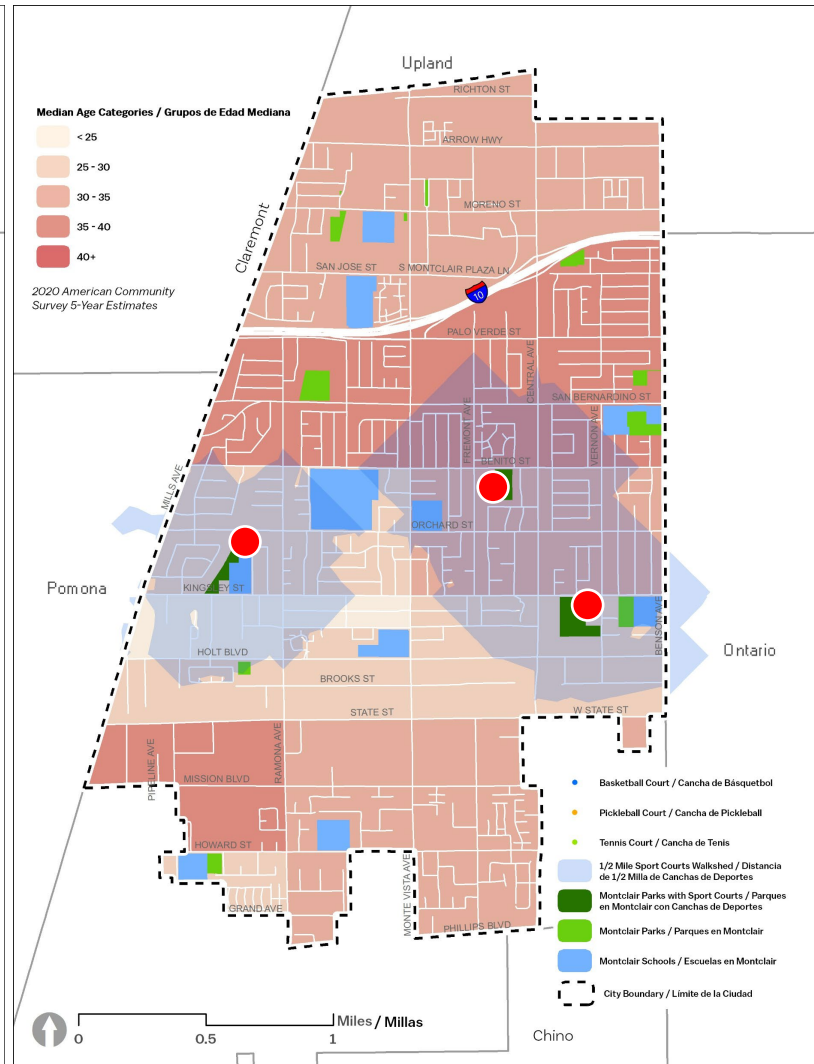 Upland
RICHTON ST
Median Age Categories / Grupos de Edad Mediana
< 25
25 - 30
30 - 35
35 - 40
40+
2020 American Community
Survey 5-Year Estimates
ARROW HWY
MORENO ST
Claremont
SAN JOSE ST
S MONTCLAIR PLAZA LN
10
PALO VERDE ST
CENTRAL AVE
SAN BERNARDINO ST
FREMONT AVE
VERNON AVE
BENITO ST
MILLS AVE
ORCHARD ST
Pomona
KINGSLEY ST
BENSON AVE
HOLT BLVD
Ontario
BROOKS ST
STATE ST
W STATE ST
PIPELINE AVE
RAMONA AVE
MISSION BLVD
HOWARD ST
GRAND AVE
MONTE VISTA AVE
PHILLIPS BLVD
Basketball Court / Cancha de Básquetbol
Pickleball Court / Cancha de Pickleball
Tennis Court / Cancha de Tenis
1/2 Mile Sport Courts Walkshed / Distancia
de 1/2 Milla de Canchas de Deportes
Montclair Parks with Sport Courts / Parques
en Montclair con Canchas de Deportes
Montclair Parks / Parques en Montclair
Montclair Schools / Escuelas en Montclair
City Boundary / Límite de la Ciudad
Miles / Millas
0 0.5 1
Chino